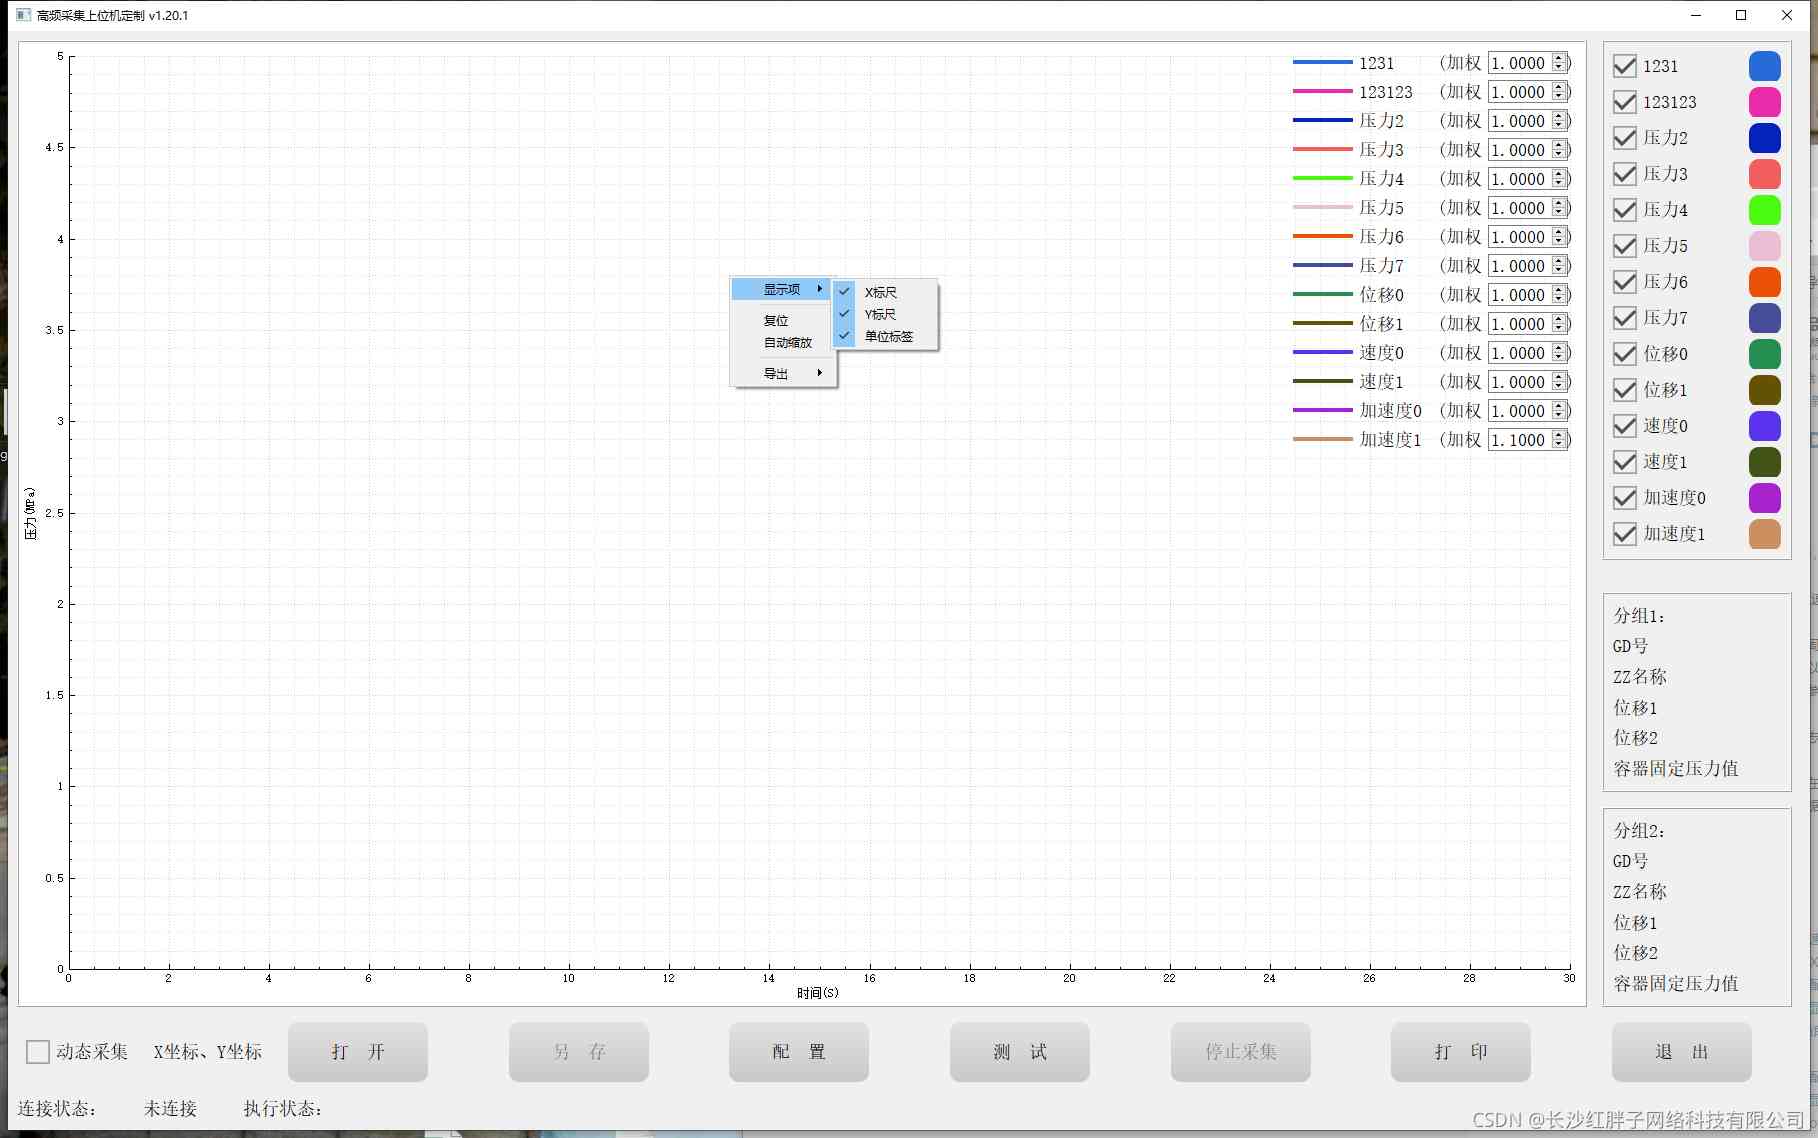 高频采集上位机定制 v1.20.1
5
4.5
4
3.5
3
2.5
2
1.5
1
0.5
0
压力(MPa)
0 2 4 6 8 10 12 14 16 18 20 22 24 26 28 30
时间(S)
1231 (加权 1.0000)
123123 (加权 1.0000)
压力2 (加权 1.0000)
压力3 (加权 1.0000)
压力4 (加权 1.0000)
压力5 (加权 1.0000)
压力6 (加权 1.0000)
压力7 (加权 1.0000)
位移0 (加权 1.0000)
位移1 (加权 1.0000)
速度0 (加权 1.0000)
速度1 (加权 1.0000)
加速度0 (加权 1.0000)
加速度1 (加权 1.1000)
显示项
复位
自动缩放
导出
X标尺
Y标尺
单位标签
1231
123123
压力2
压力3
压力4
压力5
压力6
压力7
位移0
位移1
速度0
速度1
加速度0
加速度1
分组1:
GD号
ZZ名称
位移1
位移2
容器固定压力值
分组2:
GD号
ZZ名称
位移1
位移2
容器固定压力值
动态采集 X坐标、Y坐标 打 开 另 存 配 置 测 试 停止采集 打 印 退 出
连接状态: 未连接 执行状态:
CSDN @长沙红胖子网络科技有限公司